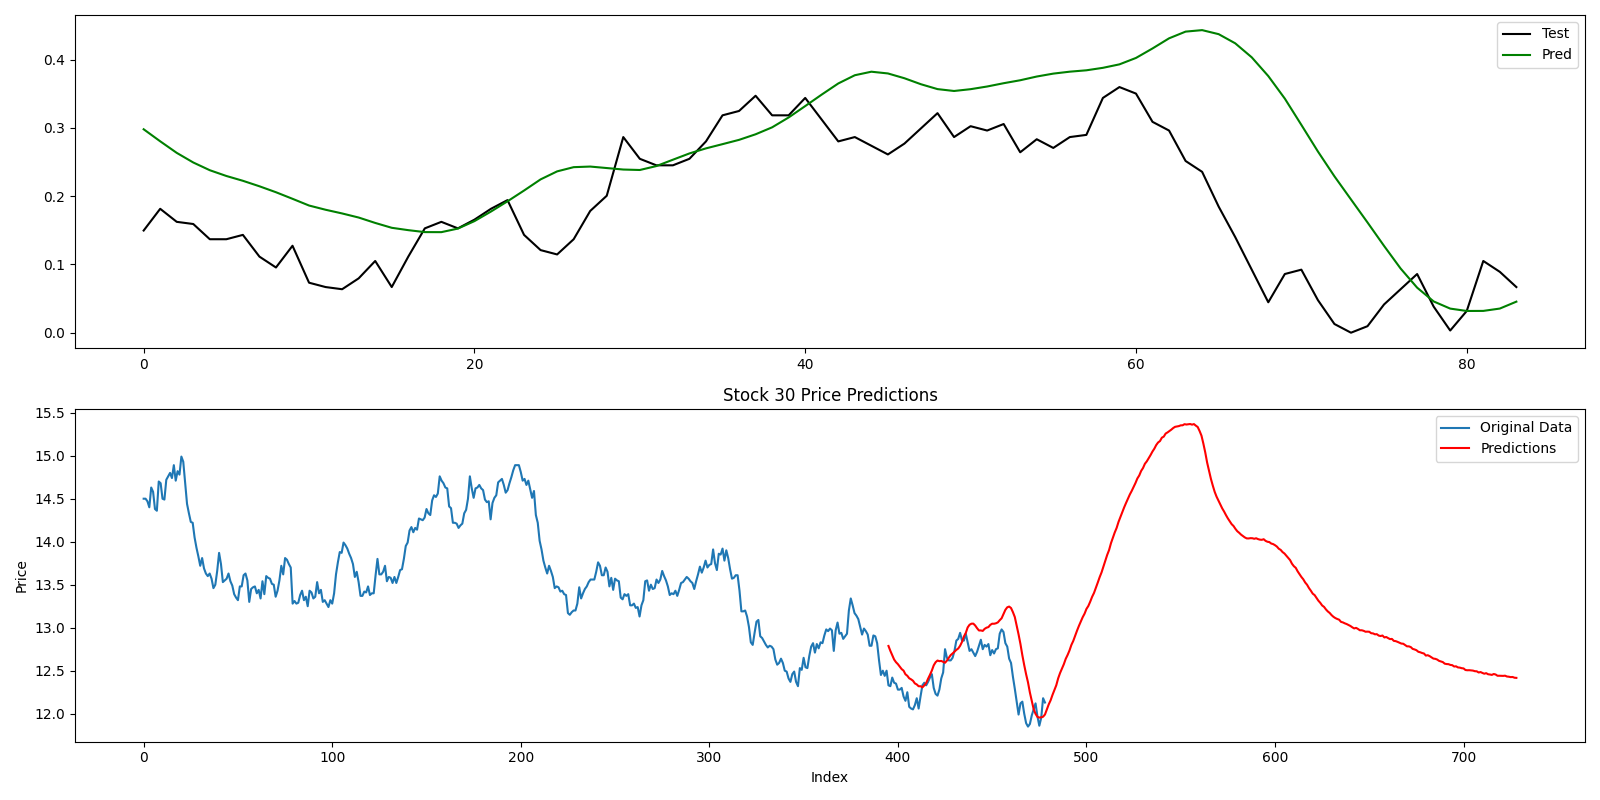 0.4
0.3
0.2
0.1
0.0
Test
Pred
0 20 40 60 80
Stock 30 Price Predictions
15.5
15.0
14.5
14.0
13.5
13.0
12.5
12.0
Price
Original Data
Predictions
0 100 200 300 400 500 600 700
Index